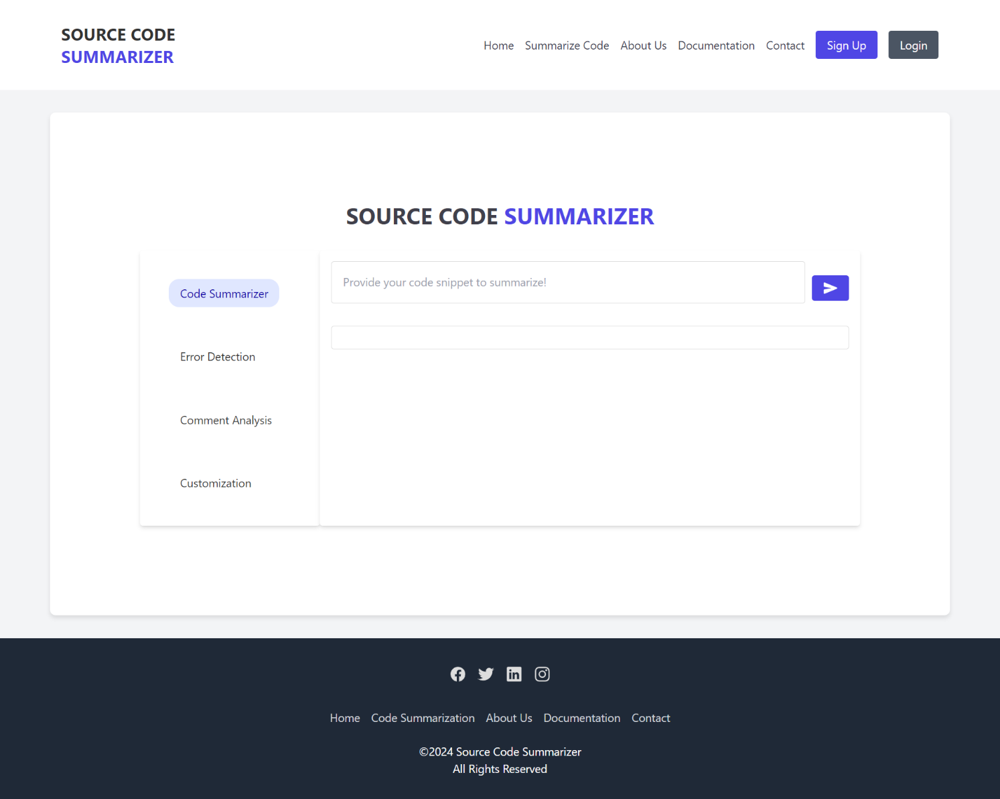 SOURCE CODE
SUMMARIZER
Home Summarize Code About Us Documentation Contact Sign Up Login
SOURCE CODE SUMMARIZER
Code Summarizer
Error Detection
Comment Analysis
Customization
Provide your code snippet to summarize!
Home Code Summarization About Us Documentation Contact
©2024 Source Code Summarizer
All Rights Reserved